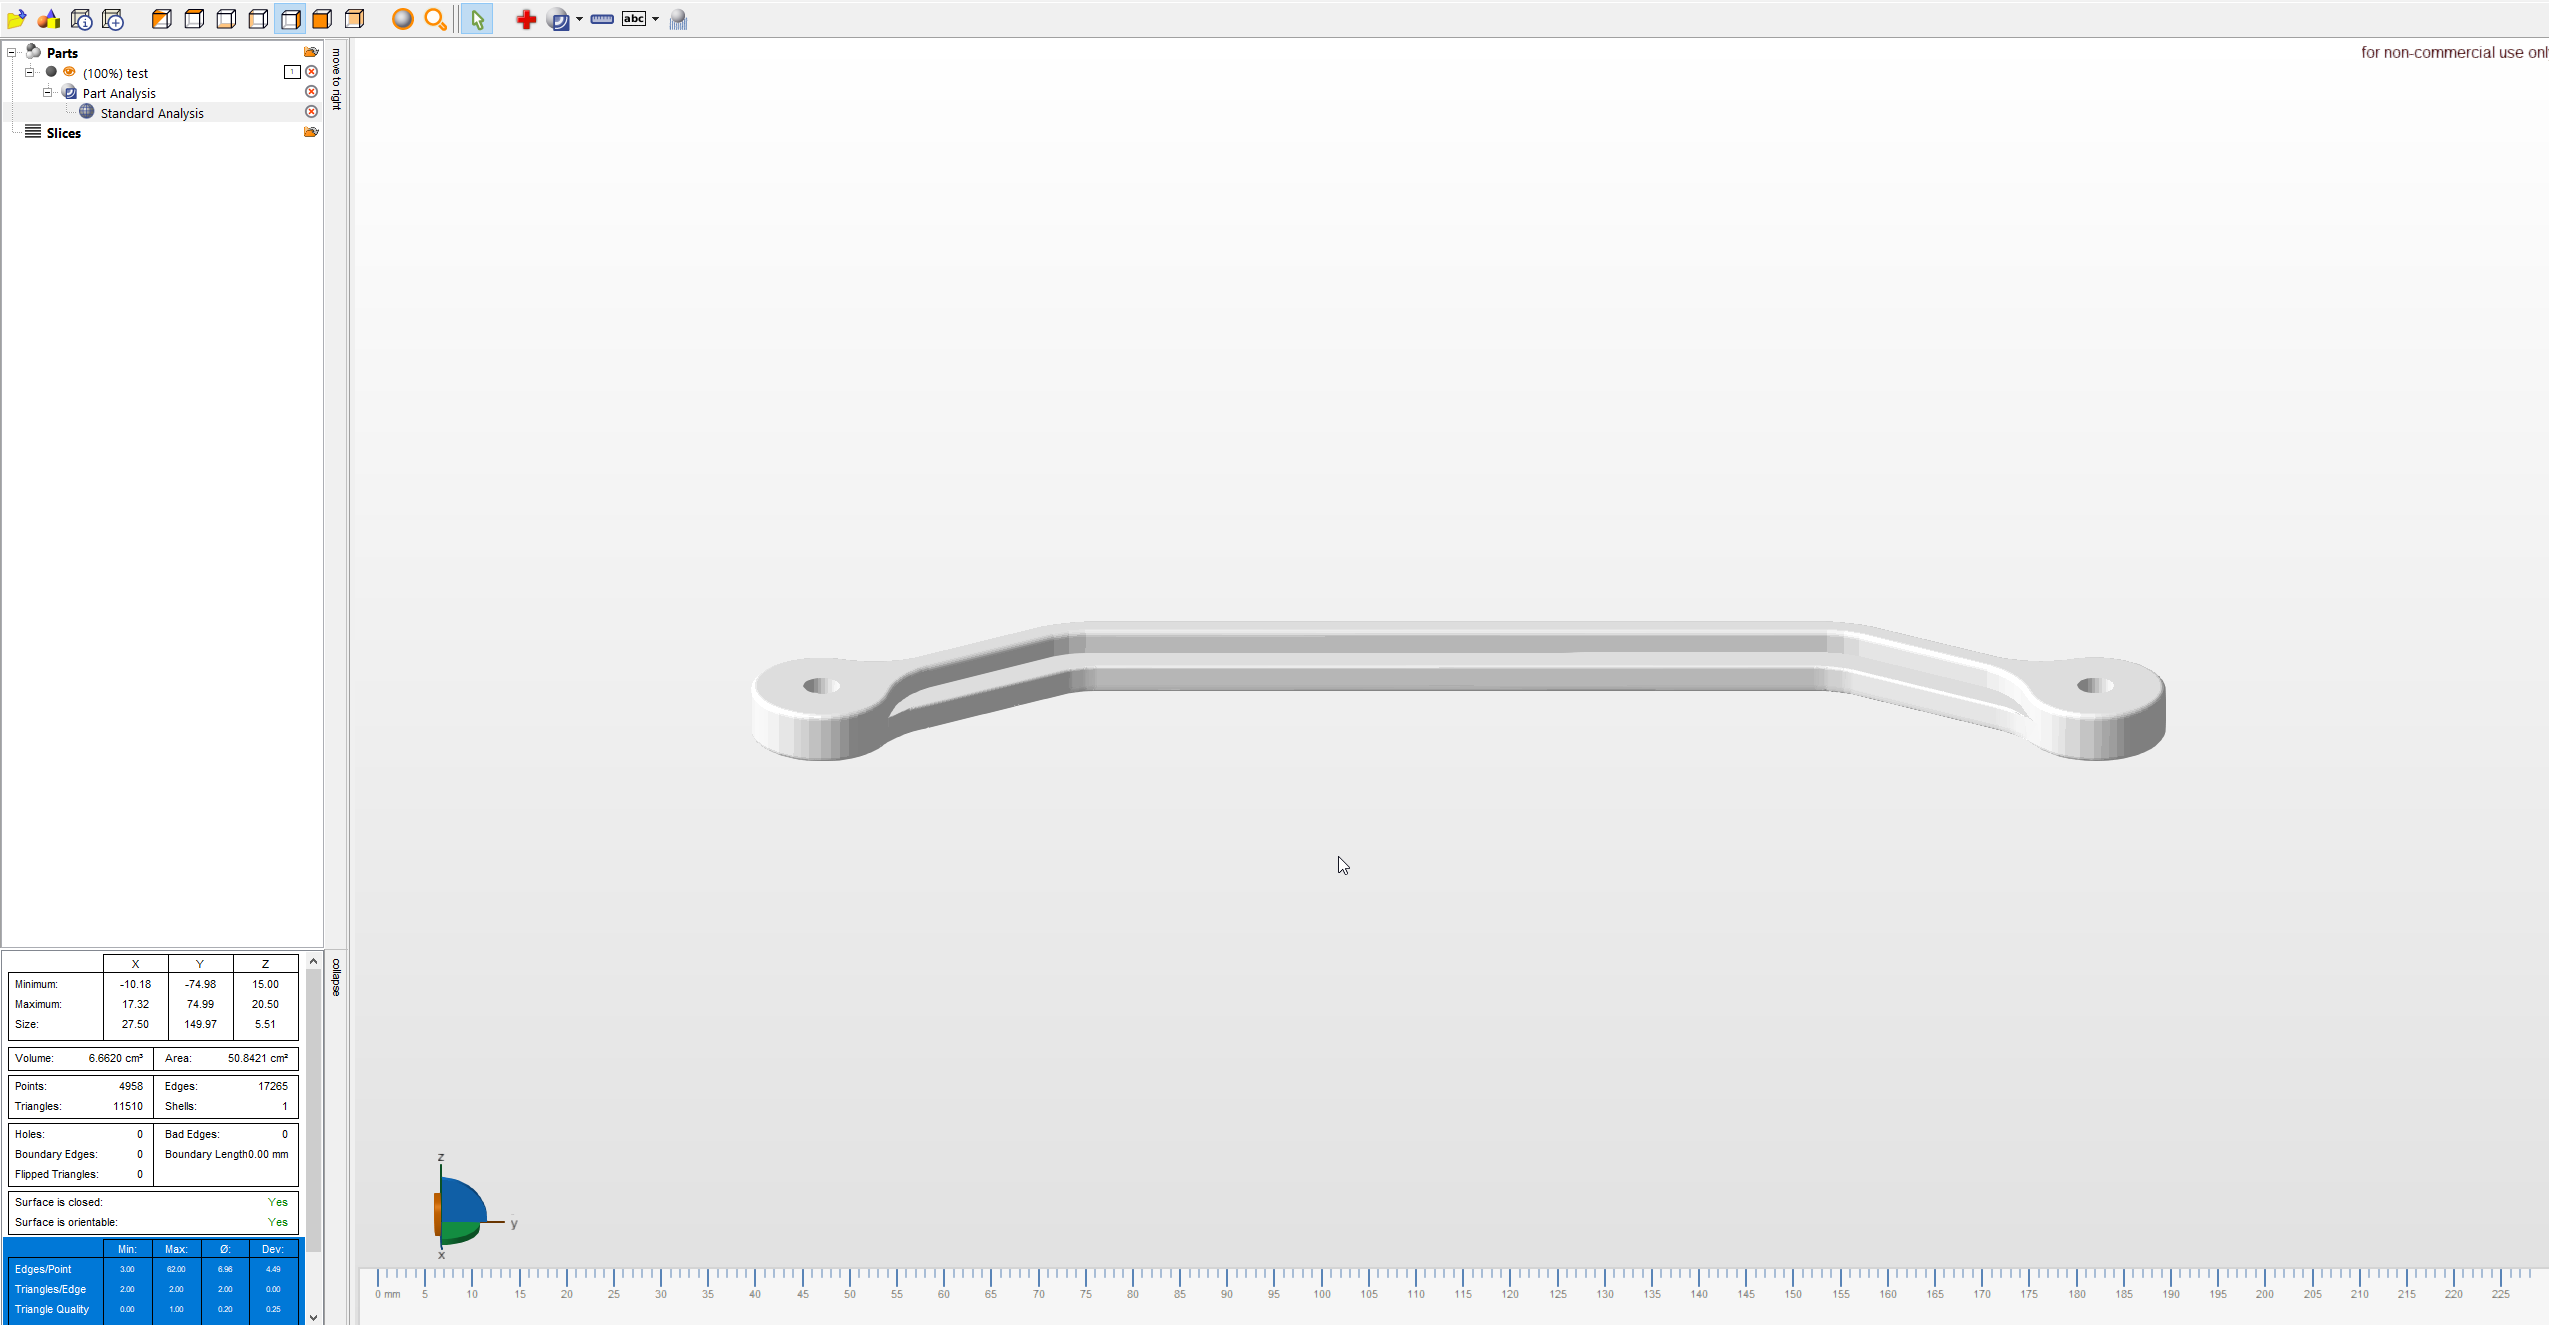 abc
Parts
(100%) test
1
Part Analysis
Standard Analysis
Slices
move to right
for non-commercial use onl
collapse
X Y Z
Minimum: -10.18 -74.98 15.00
Maximum: 17.32 74.99 20.50
Size: 27.50 149.97 5.51
Volume: 6.6620 cm³ Area: 50.8421 cm²
Points: 4958 Edges: 17265
Triangles: 11510 Shells: 1
Holes: 0 Bad Edges: 0
Boundary Edges: 0 Boundary Length0.00 mm
Flipped Triangles: 0
Surface is closed: Yes
Surface is orientable: Yes
Min: Max: Ø: Dev:
Edges/Point 3.00 62.00 6.96 4.49
Triangles/Edge 2.00 2.00 2.00 0.00
Triangle Quality 0.00 1.00 0.20 0.25
z
y
x
0 mm 5 10 15 20 25 30 35 40 45 50 55 60 65 70 75 80 85 90 95 100 105 110 115 120 125 130 135 140 145 150 155 160 165 170 175 180 185 190 195 200 205 210 215 220 225